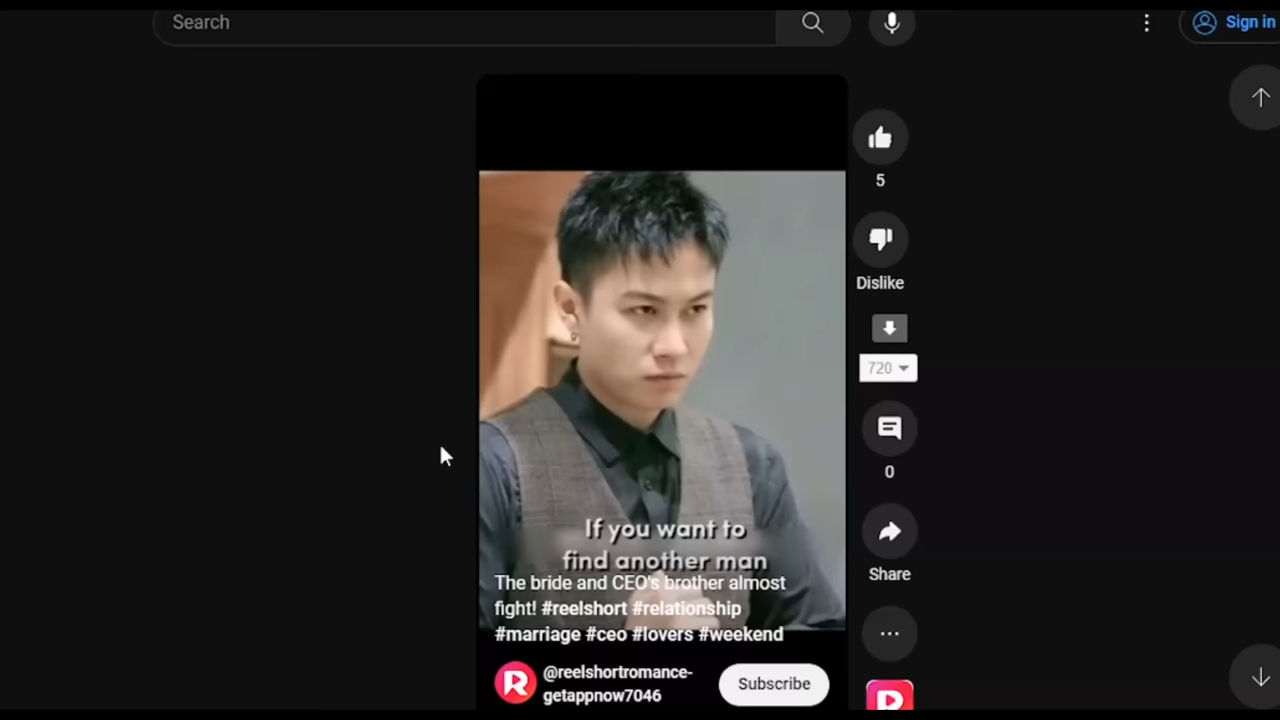 Search
Sign in
5
Dislike
720
0
Share
If you want to
find another man
The bride and CEO's brother almost
fight! #reelshort #relationship
#marriage #ceo #lovers #weekend
@reelshortromance-
getappnow7046
Subscribe